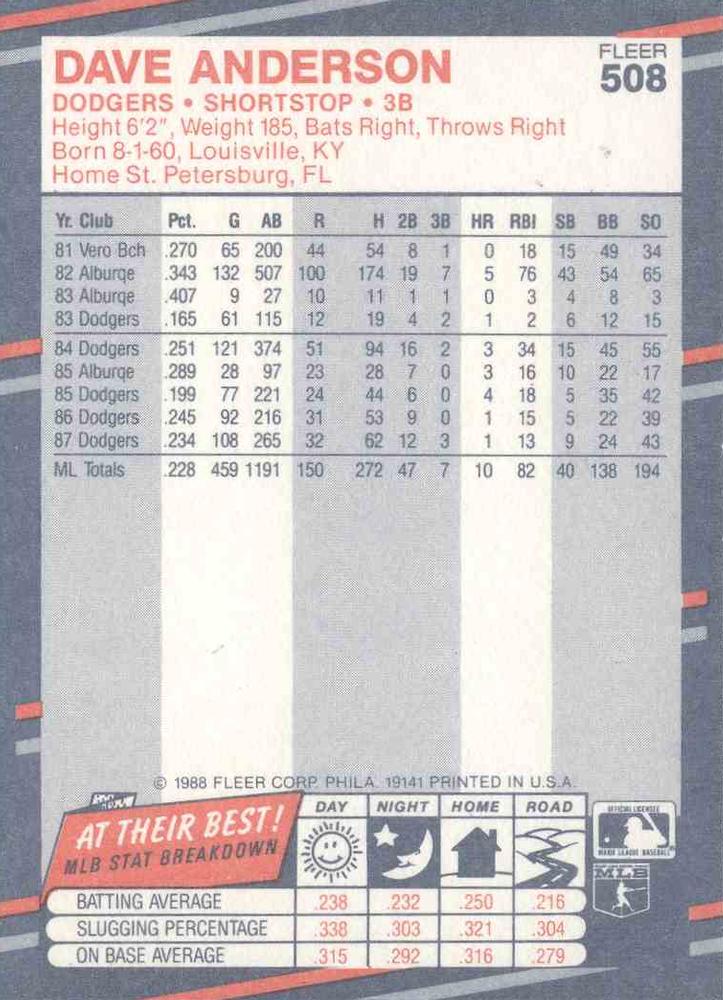 DAVE ANDERSON
FLEER
508
DODGERS • SHORTSTOP • 3B
Height 6'2", Weight 185, Bats Right, Throws Right
Born 8-1-60, Louisville, KY
Home St. Petersburg, FL
Yr. Club Pct. G AB R H 2B 3B HR RBI SB BB SO
81 Vero Bch .270 65 200 44 54 8 1 0 18 15 49 34
82 Alburqe .343 132 507 100 174 19 7 5 76 43 54 65
83 Alburqe .407 9 27 10 11 1 1 0 3 4 8 3
83 Dodgers .165 61 115 12 19 4 2 1 2 6 12 15
84 Dodgers .251 121 374 51 94 16 2 3 34 15 45 55
85 Alburqe .289 28 97 23 28 7 0 3 16 10 22 17
85 Dodgers .199 77 221 24 44 6 0 4 18 5 35 42
86 Dodgers .245 92 216 31 53 9 0 1 15 5 22 39
87 Dodgers .234 108 265 32 62 12 3 1 13 9 24 43
ML Totals .228 459 1191 150 272 47 7 10 82 40 138 194
© 1988 FLEER CORP. PHILA. 19141 PRINTED IN U.S.A.
AT THEIR BEST!
MLB STAT BREAKDOWN
DAY NIGHT HOME ROAD
OFFICIAL LICENSEE
MAJOR LEAGUE BASEBALL
MLB
BATTING AVERAGE .238 .232 .250 .216
SLUGGING PERCENTAGE .338 .303 .321 .304
ON BASE AVERAGE .315 .292 .316 .279